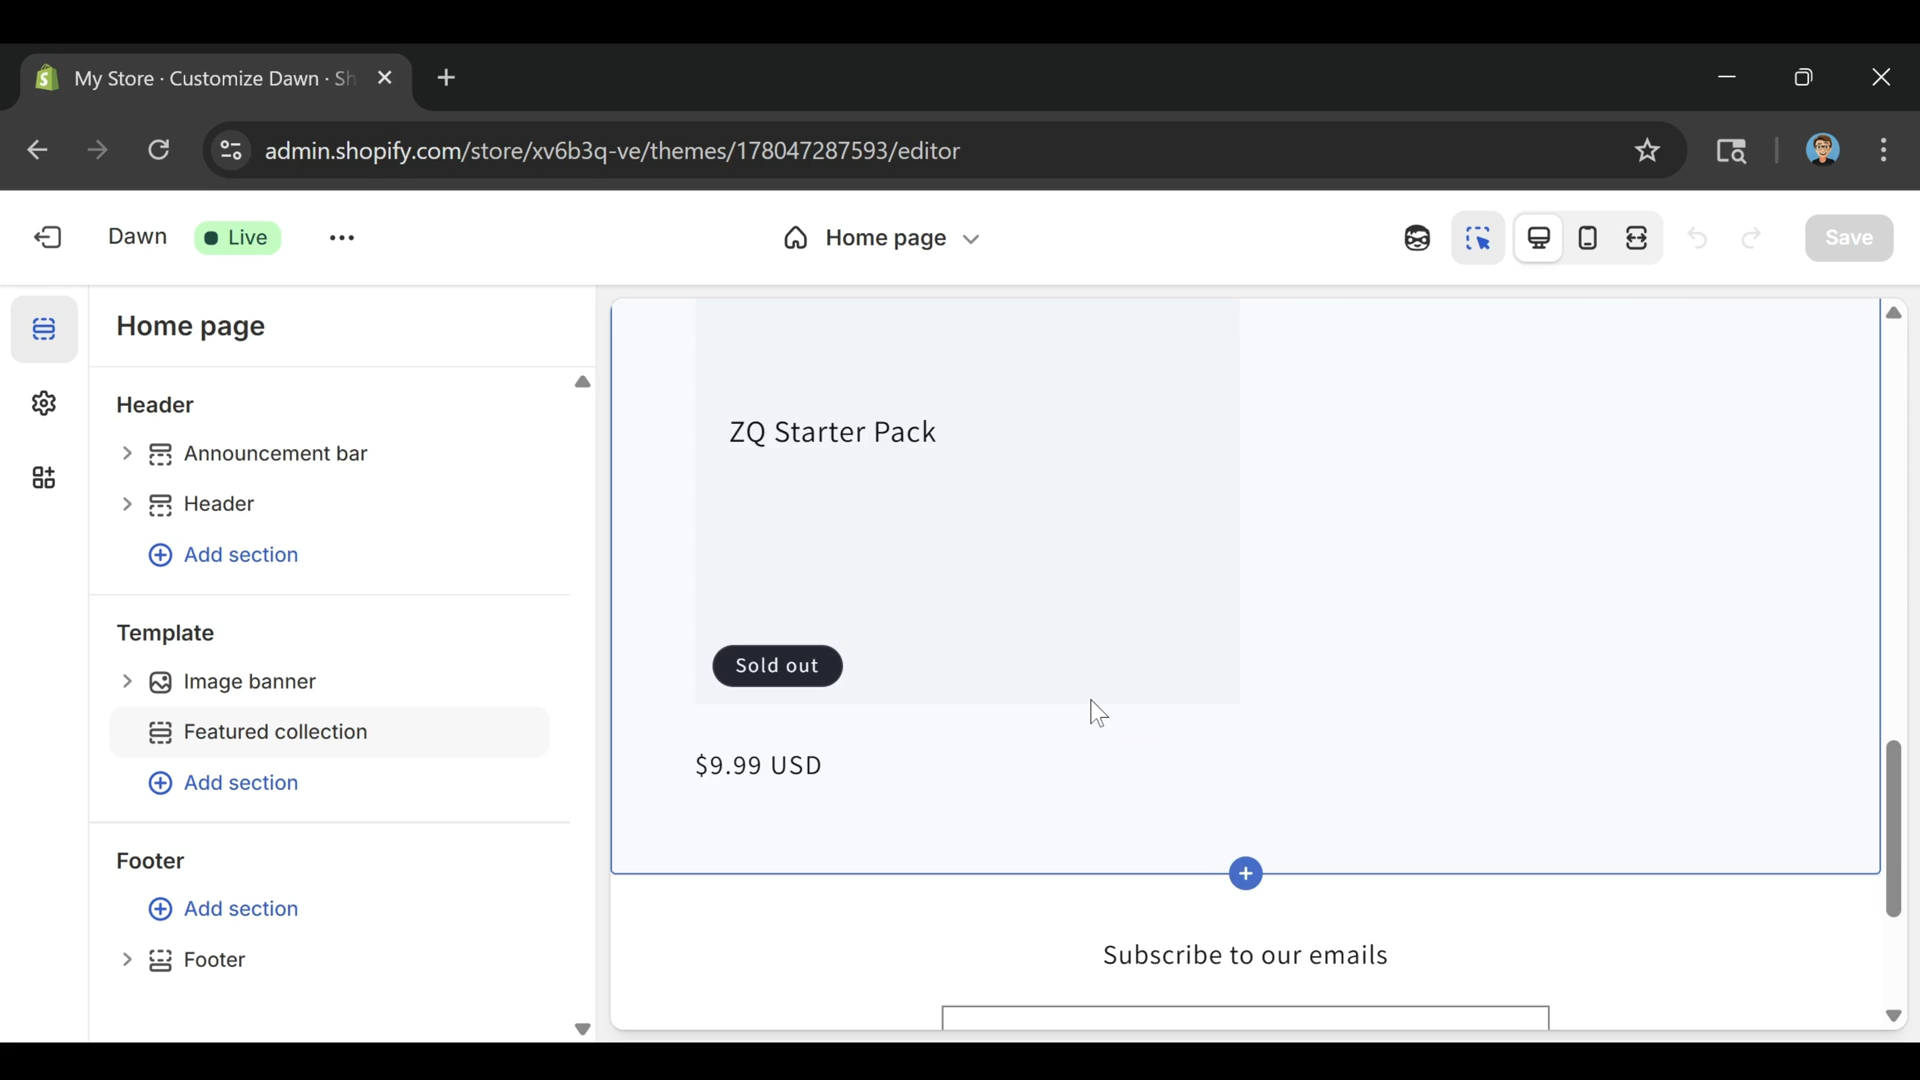 My Store · Customize Dawn · Sh
admin.shopify.com/store/xv6b3q-ve/themes/178047287593/editor
Dawn
Live
Home page
Save
Home page
Header
Announcement bar
Header
Add section
Template
Image banner
Featured collection
Add section
Footer
Add section
Footer
ZQ Starter Pack
Sold out
$9.99 USD
Subscribe to our emails